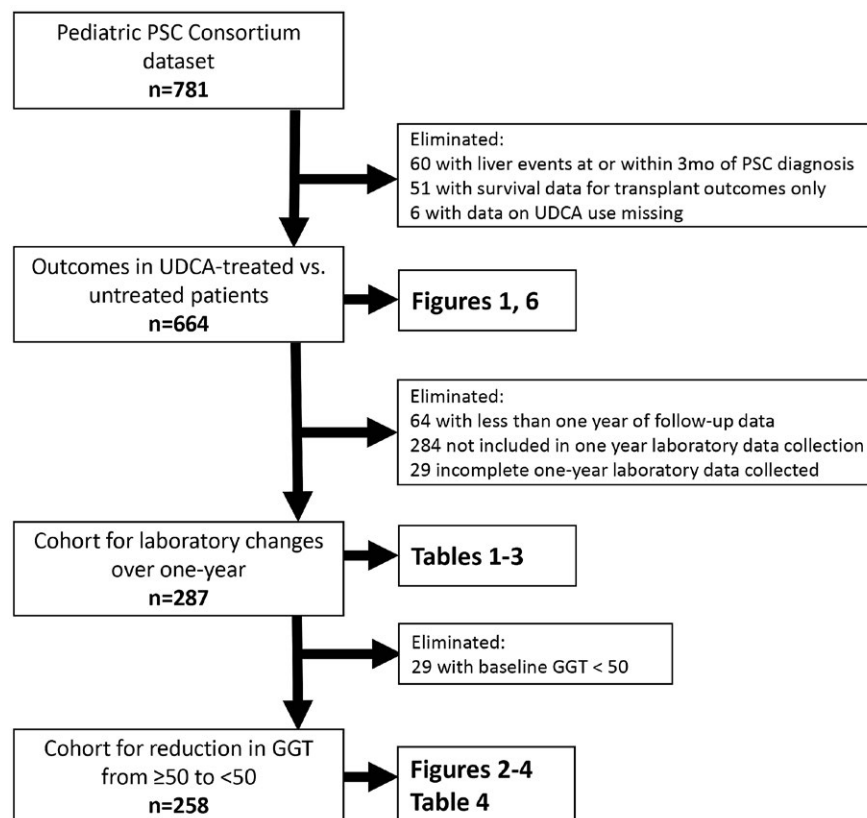 Pediatric PSC Consortium
dataset
n=781
Eliminated:
60 with liver events at or within 3mo of PSC diagnosis
51 with survival data for transplant outcomes only
6 with data on UDCA use missing
Outcomes in UDCA-treated vs.
untreated patients
n=664
Figures 1, 6
Eliminated:
64 with less than one year of follow-up data
284 not included in one year laboratory data collection
29 incomplete one-year laboratory data collected
Cohort for laboratory changes
over one-year
n=287
Tables 1-3
Eliminated:
29 with baseline GGT < 50
Cohort for reduction in GGT
from ≥50 to <50
n=258
Figures 2-4
Table 4